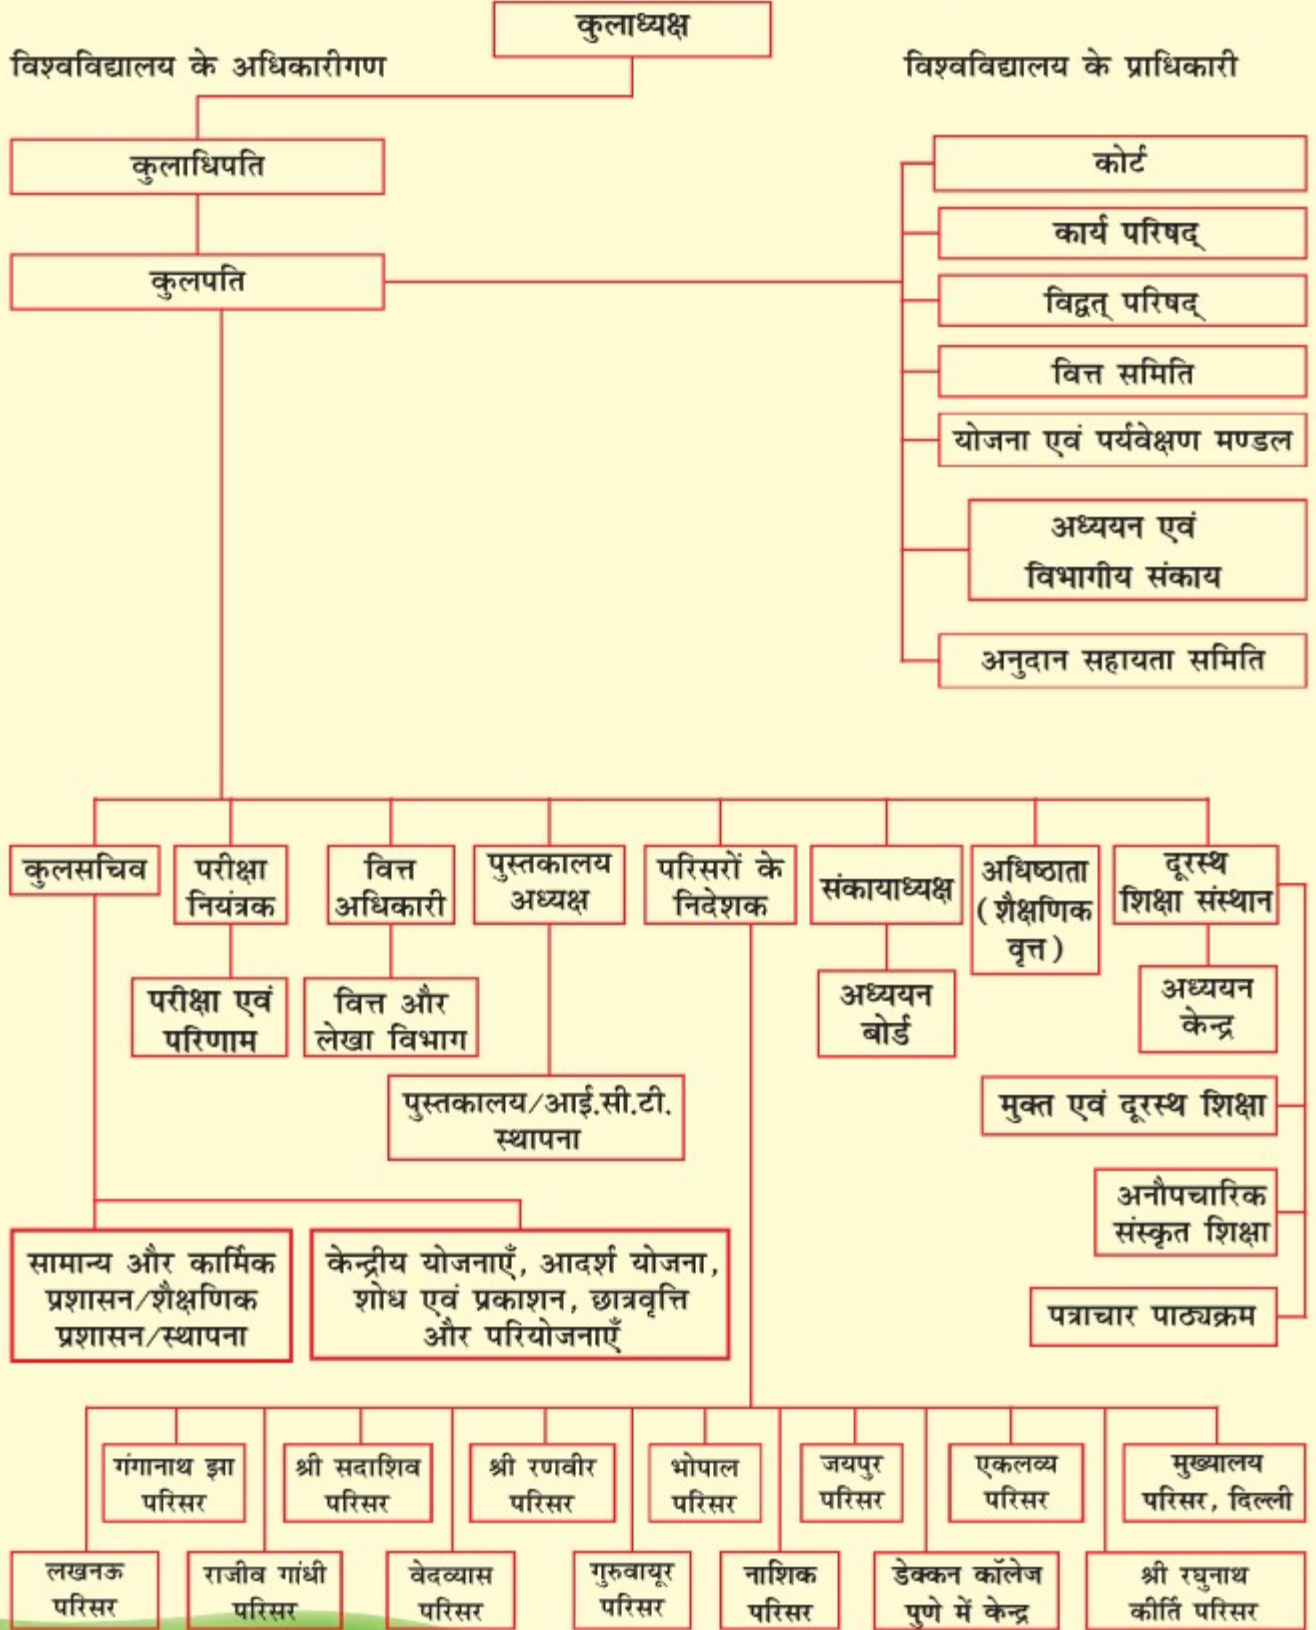 कुलाध्यक्ष
विश्वविद्यालय के अधिकारीगण
विश्वविद्यालय के प्राधिकारी
कुलाधिपति
कुलपति
कोर्ट
कार्य परिषद्
विद्वत् परिषद्
वित्त समिति
योजना एवं पर्यवेक्षण मण्डल
अध्ययन एवं
विभागीय संकाय
अनुदान सहायता समिति
कुलसचिव
परीक्षा
नियंत्रक
वित्त
अधिकारी
पुस्तकालय
अध्यक्ष
परिसरों के
निदेशक
संकायाध्यक्ष
अधिष्ठाता
(शैक्षणिक
वृत्त)
दूरस्थ
शिक्षा संस्थान
परीक्षा एवं
परिणाम
वित्त और
लेखा विभाग
पुस्तकालय/आई.सी.टी.
स्थापना
अध्ययन
बोर्ड
अध्ययन
केन्द्र
मुक्त एवं दूरस्थ शिक्षा
अनौपचारिक
संस्कृत शिक्षा
पत्राचार पाठ्यक्रम
सामान्य और कार्मिक
प्रशासन/शैक्षणिक
प्रशासन/स्थापना
केन्द्रीय योजनाएँ, आदर्श योजना,
शोध एवं प्रकाशन, छात्रवृत्ति
और परियोजनाएँ
गंगानाथ झा
परिसर
श्री सदाशिव
परिसर
श्री रणवीर
परिसर
भोपाल
परिसर
जयपुर
परिसर
एकलव्य
परिसर
मुख्यालय
परिसर, दिल्ली
लखनऊ
परिसर
राजीव गांधी
परिसर
वेदव्यास
परिसर
गुरुवायूर
परिसर
नाशिक
परिसर
डेक्कन कॉलेज
पुणे में केन्द्र
श्री रघुनाथ
कीर्ति परिसर